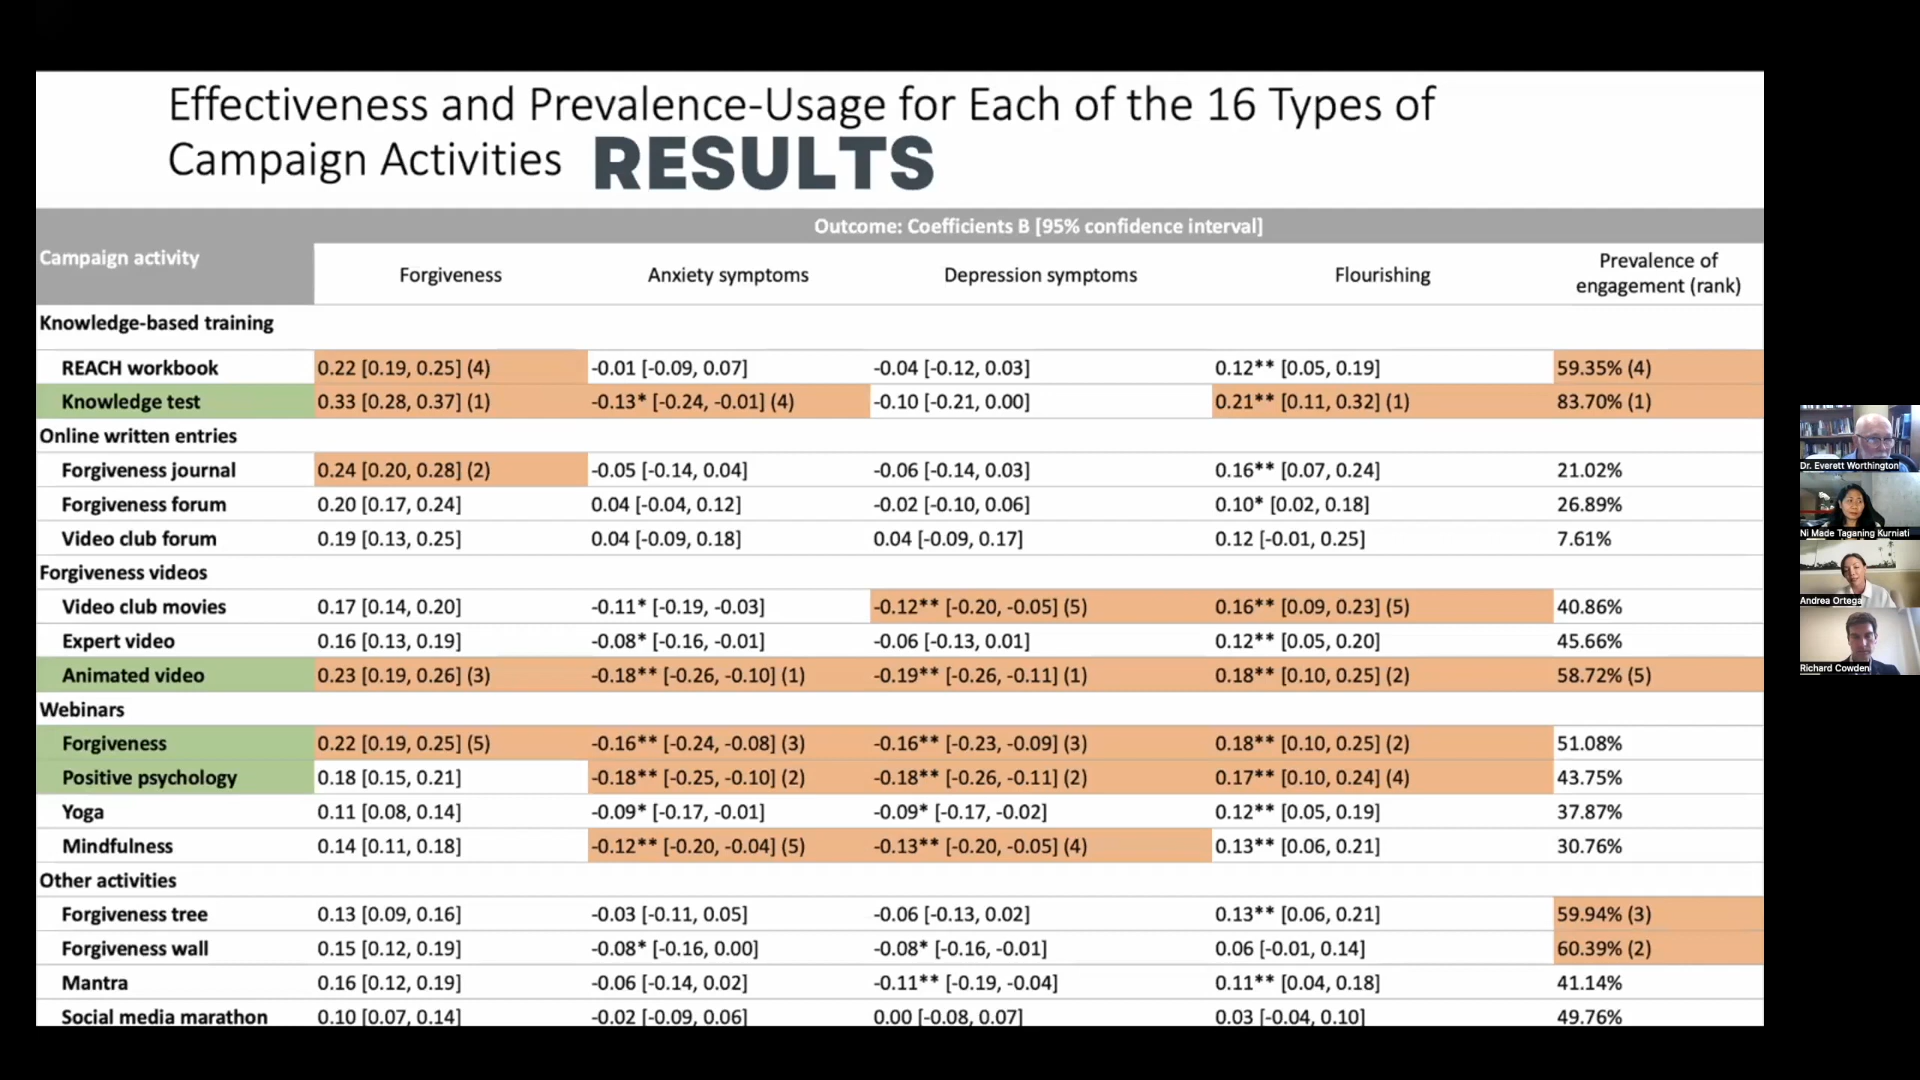 Effectiveness and Prevalence-Usage for Each of the 16 Types of
Campaign Activities RESULTS
Outcome: Coefficients B [95% confidence interval]
Campaign activity Forgiveness Anxiety symptoms Depression symptoms Flourishing Prevalence of engagement (rank)
Knowledge-based training
REACH workbook 0.22 [0.19, 0.25] (4) -0.01 [-0.09, 0.07] -0.04 [-0.12, 0.03] 0.12** [0.05, 0.19] 59.35% (4)
Knowledge test 0.33 [0.28, 0.37] (1) -0.13* [-0.24, -0.01] (4) -0.10 [-0.21, 0.00] 0.21** [0.11, 0.32] (1) 83.70% (1)
Online written entries
Forgiveness journal 0.24 [0.20, 0.28] (2) -0.05 [-0.14, 0.04] -0.06 [-0.14, 0.03] 0.16** [0.07, 0.24] 21.02%
Forgiveness forum 0.20 [0.17, 0.24] 0.04 [-0.04, 0.12] -0.02 [-0.10, 0.06] 0.10* [0.02, 0.18] 26.89%
Video club forum 0.19 [0.13, 0.25] 0.04 [-0.09, 0.18] 0.04 [-0.09, 0.17] 0.12 [-0.01, 0.25] 7.61%
Forgiveness videos
Video club movies 0.17 [0.14, 0.20] -0.11* [-0.19, -0.03] -0.12** [-0.20, -0.05] (5) 0.16** [0.09, 0.23] (5) 40.86%
Expert video 0.16 [0.13, 0.19] -0.08* [-0.16, -0.01] -0.06 [-0.13, 0.01] 0.12** [0.05, 0.20] 45.66%
Animated video 0.23 [0.19, 0.26] (3) -0.18** [-0.26, -0.10] (1) -0.19** [-0.26, -0.11] (1) 0.18** [0.10, 0.25] (2) 58.72% (5)
Webinars
Forgiveness 0.22 [0.19, 0.25] (5) -0.16** [-0.24, -0.08] (3) -0.16** [-0.23, -0.09] (3) 0.18** [0.10, 0.25] (2) 51.08%
Positive psychology 0.18 [0.15, 0.21] -0.18** [-0.25, -0.10] (2) -0.18** [-0.26, -0.11] (2) 0.17** [0.10, 0.24] (4) 43.75%
Yoga 0.11 [0.08, 0.14] -0.09* [-0.17, -0.01] -0.09* [-0.17, -0.02] 0.12** [0.05, 0.19] 37.87%
Mindfulness 0.14 [0.11, 0.18] -0.12** [-0.20, -0.04] (5) -0.13** [-0.20, -0.05] (4) 0.13** [0.06, 0.21] 30.76%
Other activities
Forgiveness tree 0.13 [0.09, 0.16] -0.03 [-0.11, 0.05] -0.06 [-0.13, 0.02] 0.13** [0.06, 0.21] 59.94% (3)
Forgiveness wall 0.15 [0.12, 0.19] -0.08* [-0.16, 0.00] -0.08* [-0.16, -0.01] 0.06 [-0.01, 0.14] 60.39% (2)
Mantra 0.16 [0.12, 0.19] -0.06 [-0.14, 0.02] -0.11** [-0.19, -0.04] 0.11** [0.04, 0.18] 41.14%
Social media marathon 0.10 [0.07, 0.14] -0.02 [-0.09, 0.06] 0.00 [-0.08, 0.07] 0.03 [-0.04, 0.10] 49.76%
Dr. Everett Worthington
Ni Made Taganing Kurniati
Andrea Ortega
Richard Cowden